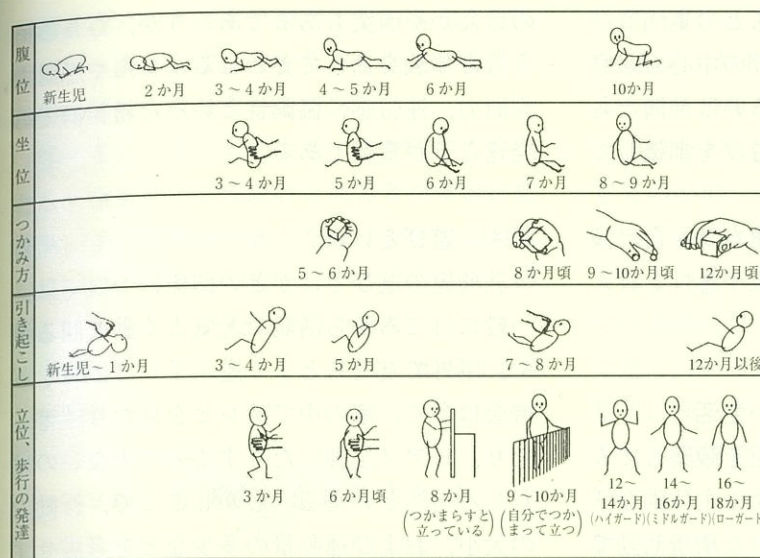 腹位
新生児
2か月
3～4か月
4～5か月
6か月
10か月
坐位
3～4か月
5か月
6か月
7か月
8～9か月
つかみ方
5～6か月
8か月頃
9～10か月頃
12か月頃
引き起こし
新生児～1か月
3～4か月
5か月
7～8か月
12か月以後
立位、歩行の発達
3か月
6か月頃
8か月
(つかまらすと
立っている)
9～10か月
(自分でつか
まって立つ)
12～
14か月
(ハイガード)
14～
16か月
(ミドルガード)
16～
18か月
(ローガード)